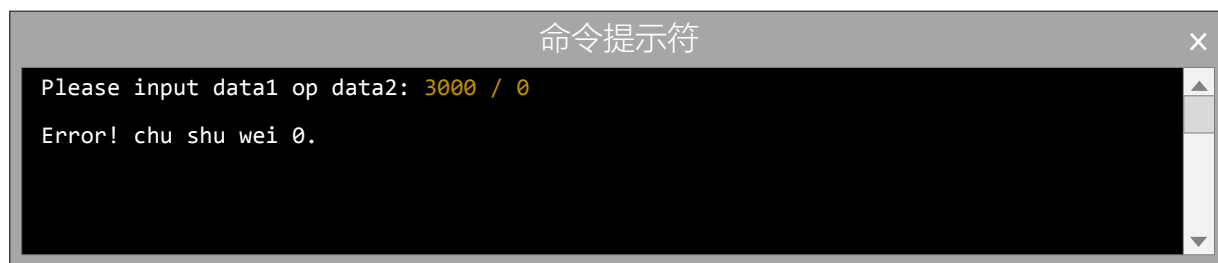 命令提示符
Please input data1 op data2: 3000 / 0
Error! chu shu wei 0.